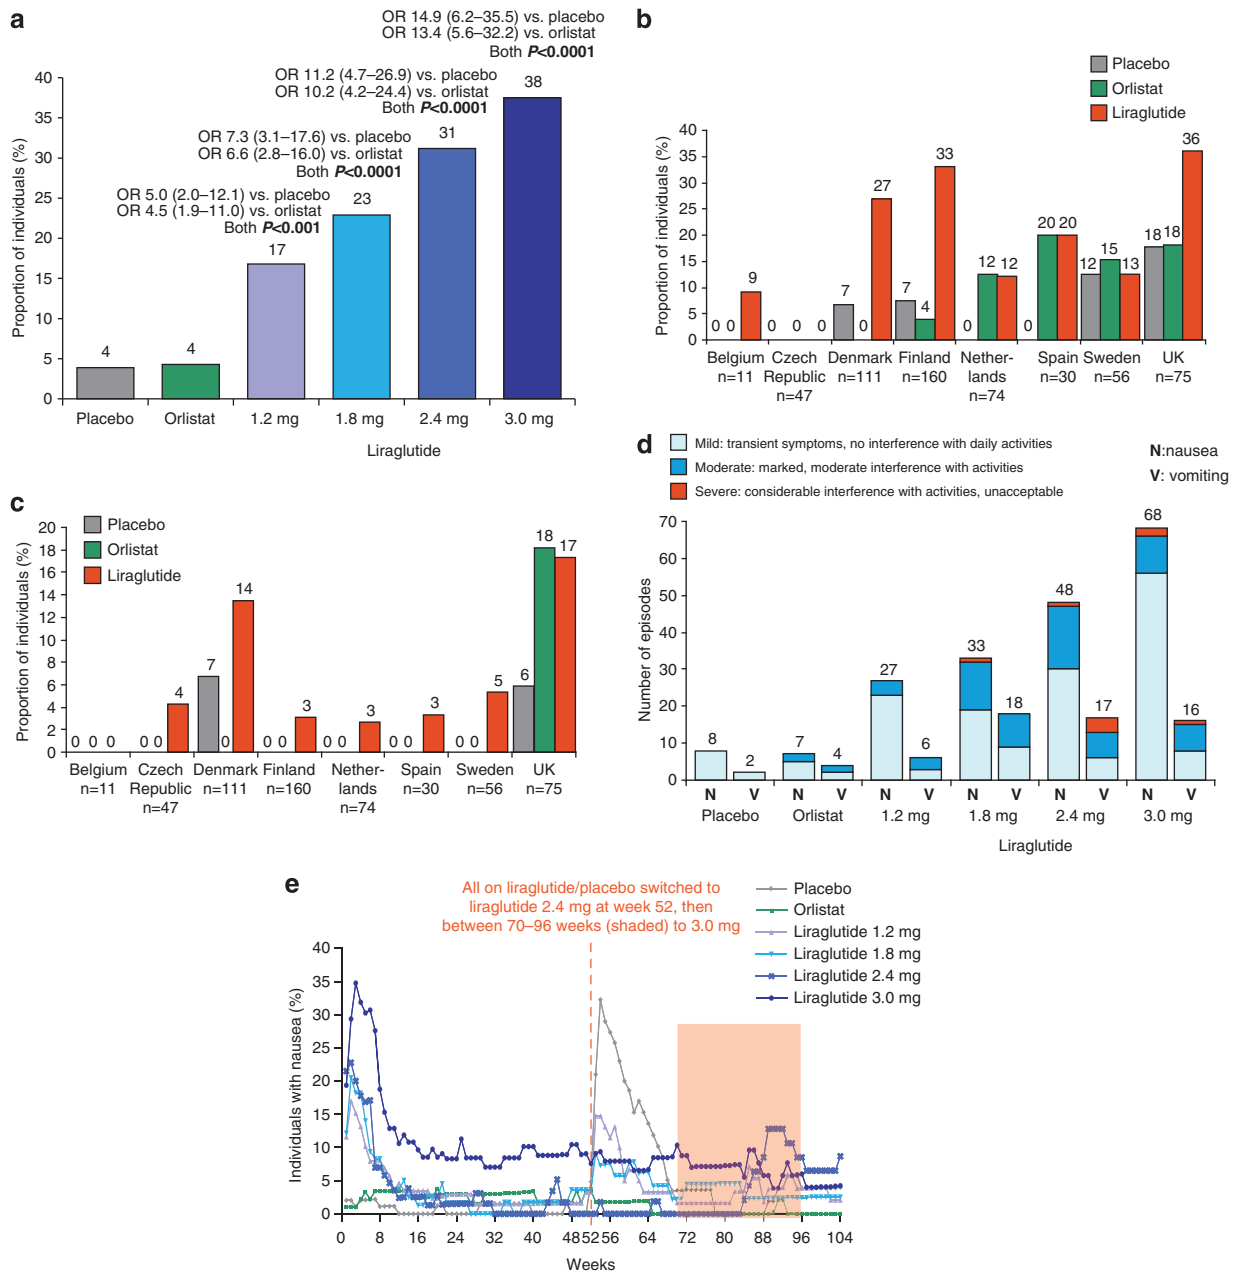 a
OR 14.9 (6.2–35.5) vs. placebo
OR 13.4 (5.6–32.2) vs. orlistat
Both P<0.0001
OR 11.2 (4.7–26.9) vs. placebo
OR 10.2 (4.2–24.4) vs. orlistat
Both P<0.0001
OR 7.3 (3.1–17.6) vs. placebo
OR 6.6 (2.8–16.0) vs. orlistat
Both P<0.0001
OR 5.0 (2.0–12.1) vs. placebo
OR 4.5 (1.9–11.0) vs. orlistat
Both P<0.001
Proportion of individuals (%)
40
35
30
25
20
15
10
5
0
4
4
17
23
31
38
Placebo
Orlistat
1.2 mg
1.8 mg
2.4 mg
3.0 mg
Liraglutide
b
Placebo
Orlistat
Liraglutide
Proportion of individuals (%)
40
35
30
25
20
15
10
5
0
0 0 9
0 0 0
7 0 27
7 4 33
0 12 12
0 20 20
12 15 13
18 18 36
Belgium
n=11
Czech
Republic
n=47
Denmark
n=111
Finland
n=160
Nether-
lands
n=74
Spain
n=30
Sweden
n=56
UK
n=75
c
Placebo
Orlistat
Liraglutide
Proportion of individuals (%)
20
18
16
14
12
10
8
6
4
2
0
0 0 0
0 0 4
7 0 14
0 0 3
0 0 3
0 0 3
0 0 5
6 18 17
Belgium
n=11
Czech
Republic
n=47
Denmark
n=111
Finland
n=160
Nether-
lands
n=74
Spain
n=30
Sweden
n=56
UK
n=75
d
Mild: transient symptoms, no interference with daily activities
Moderate: marked, moderate interference with activities
Severe: considerable interference with activities, unacceptable
N:nausea
V: vomiting
Number of episodes
70
60
50
40
30
20
10
0
8 2
7 4
27 6
33 18
48 17
68 16
N V N V N V N V N V N V
Placebo
Orlistat
1.2 mg
1.8 mg
2.4 mg
3.0 mg
Liraglutide
e
All on liraglutide/placebo switched to
liraglutide 2.4 mg at week 52, then
between 70–96 weeks (shaded) to 3.0 mg
Placebo
Orlistat
Liraglutide 1.2 mg
Liraglutide 1.8 mg
Liraglutide 2.4 mg
Liraglutide 3.0 mg
Individuals with nausea (%)
40
35
30
25
20
15
10
5
0
0 8 16 24 32 40 48 52 56 64 72 88 80 96 104
Weeks